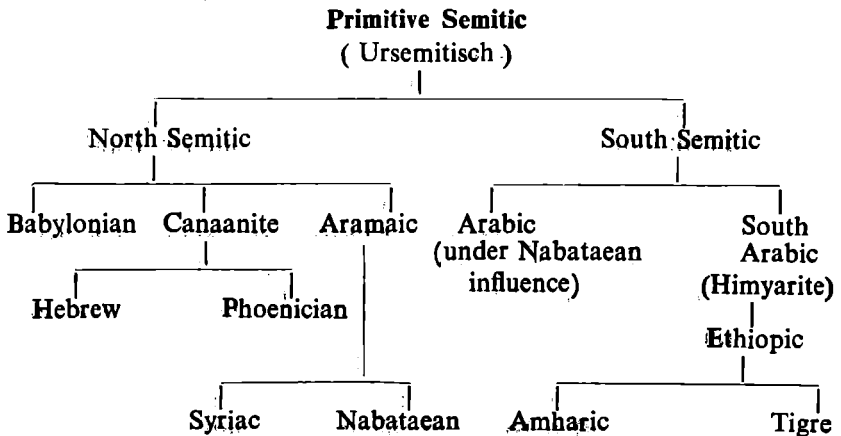 Primitive Semitic
( Ursemitisch )
North Semitic
South Semitic
Babylonian Canaanite Aramaic Arabic South
(under Nabataean Arabic
influence) (Himyarite)
Hebrew Phoenician
Ethiopic
Syriac Nabataean Amharic Tigre